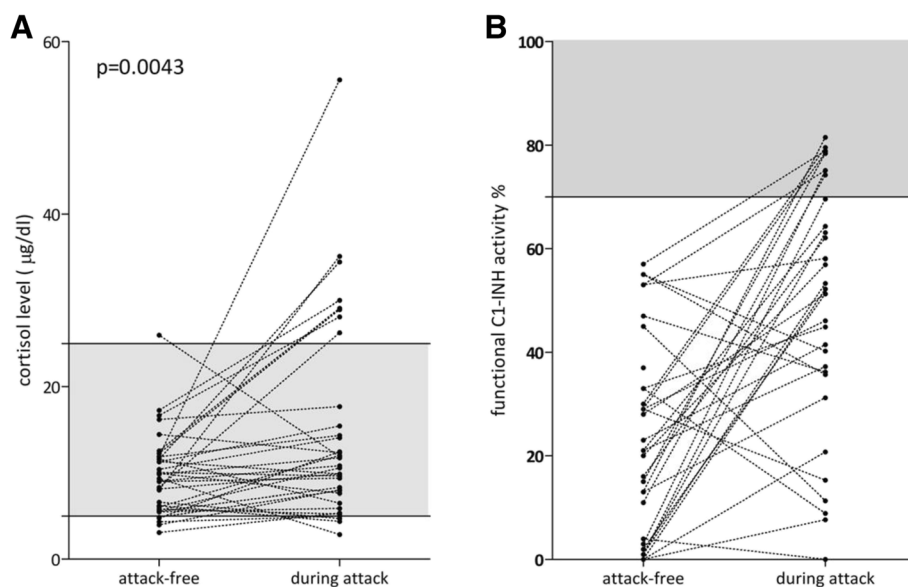 A
p=0.0043
cortisol level ( μg/dl)
60
40
20
0
attack-free
during attack
B
functional C1-INH activity %
100
80
60
40
20
0
attack-free
during attack